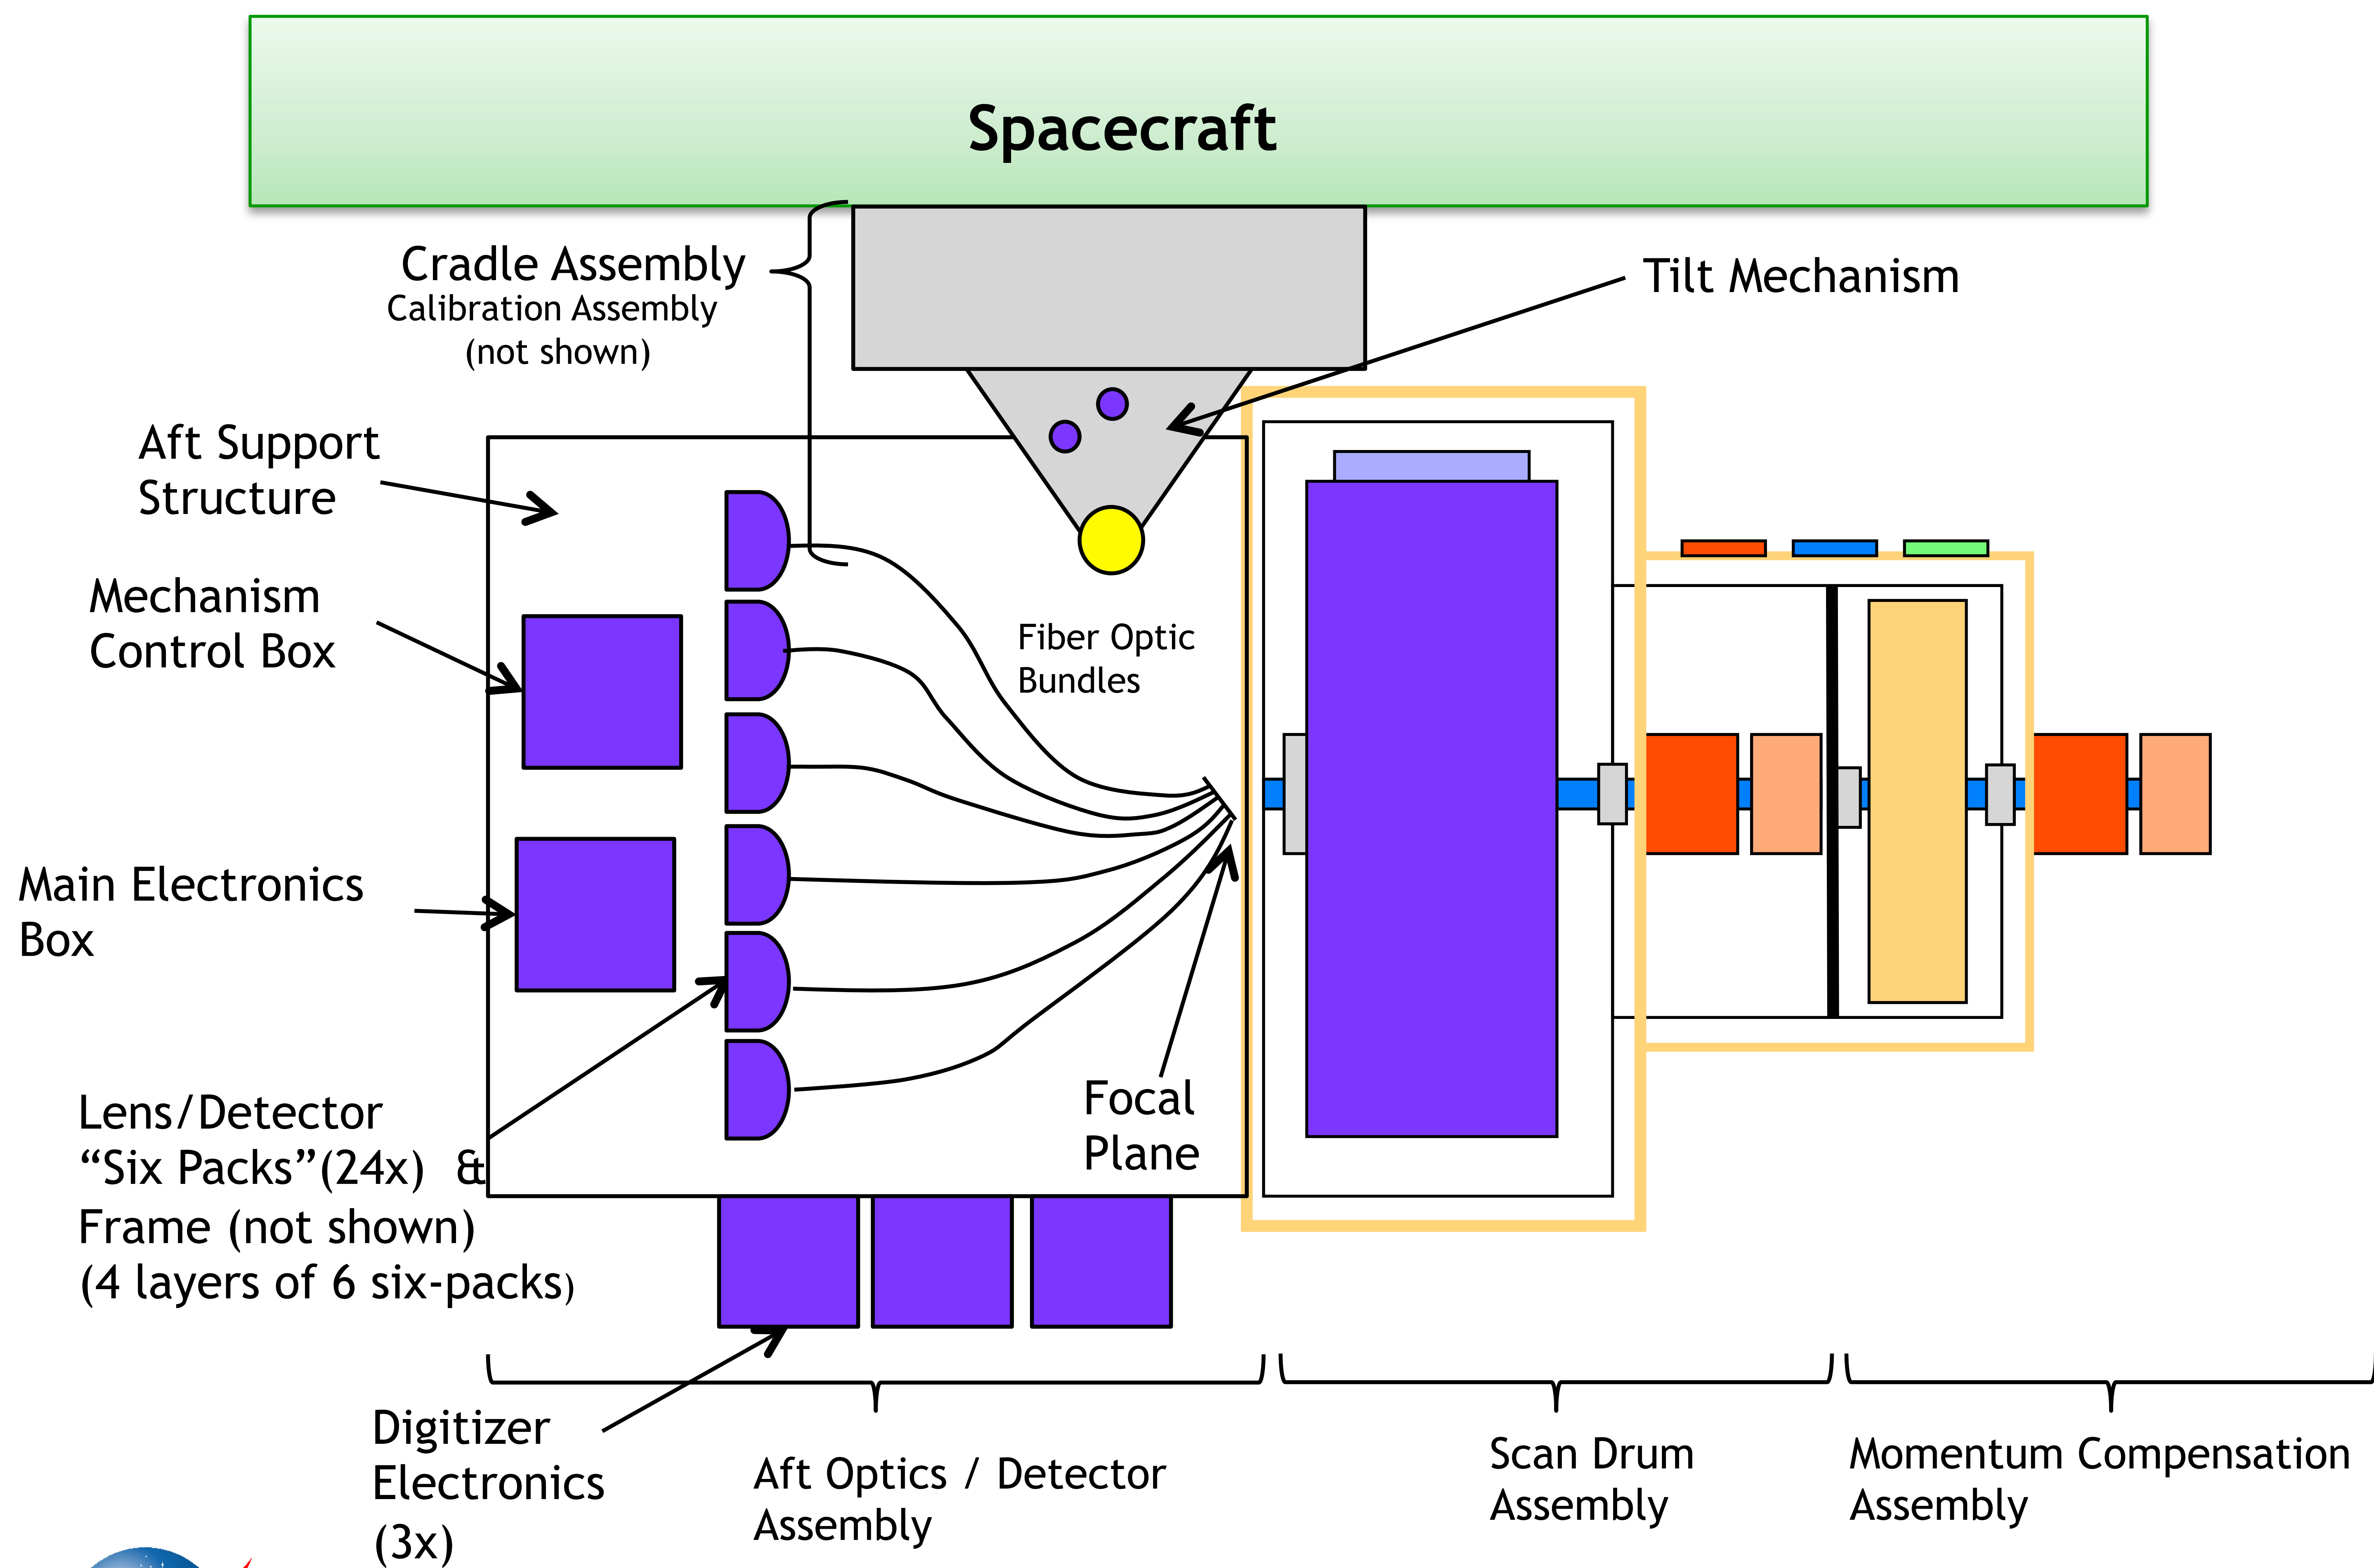 Spacecraft
Cradle Assembly
Calibration Assembly
(not shown)
Tilt Mechanism
Aft Support
Structure
Mechanism
Control Box
Fiber Optic
Bundles
Main Electronics
Box
Lens/Detector
“Six Packs”(24x) &
Frame (not shown)
(4 layers of 6 six-packs)
Focal
Plane
Digitizer
Electronics
(3x)
Aft Optics / Detector
Assembly
Scan Drum
Assembly
Momentum Compensation
Assembly